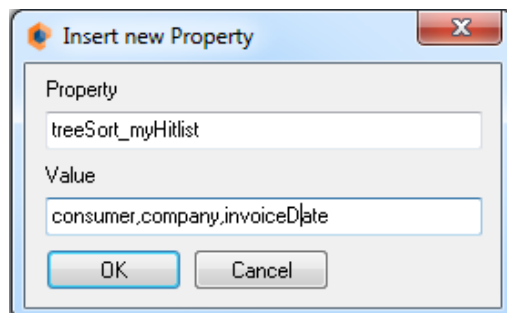 Insert new Property
Property
treeSort_myHitlist
Value
consumer,company,invoiceDate
OK Cancel